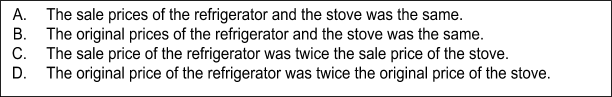 A. The sale prices of the refrigerator and the stove was the same.
B. The original prices of the refrigerator and the stove was the same.
C. The sale price of the refrigerator was twice the sale price of the stove.
D. The original price of the refrigerator was twice the original price of the stove.